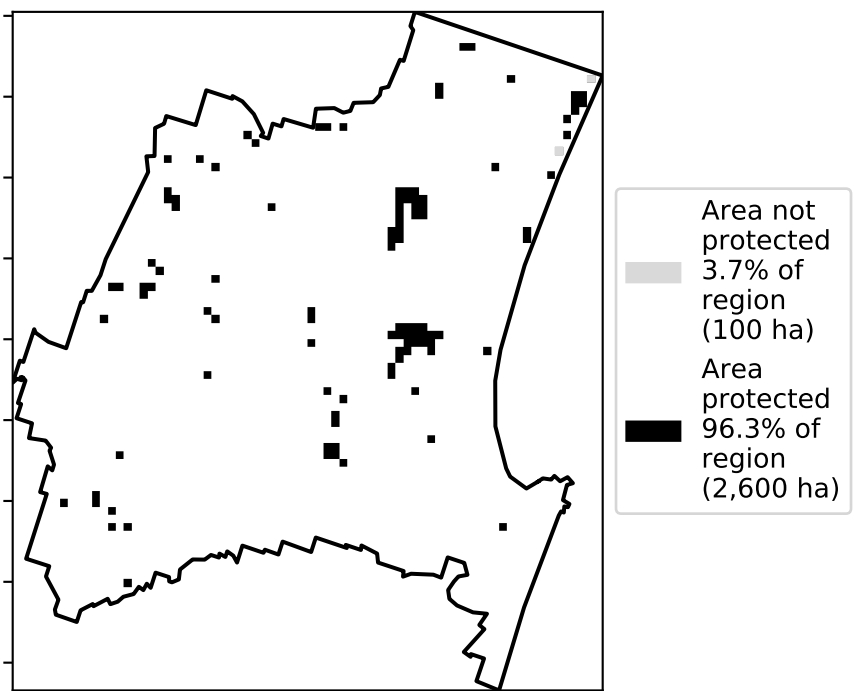 Area not
protected
3.7% of
region
(100 ha)
Area
protected
96.3% of
region
(2,600 ha)